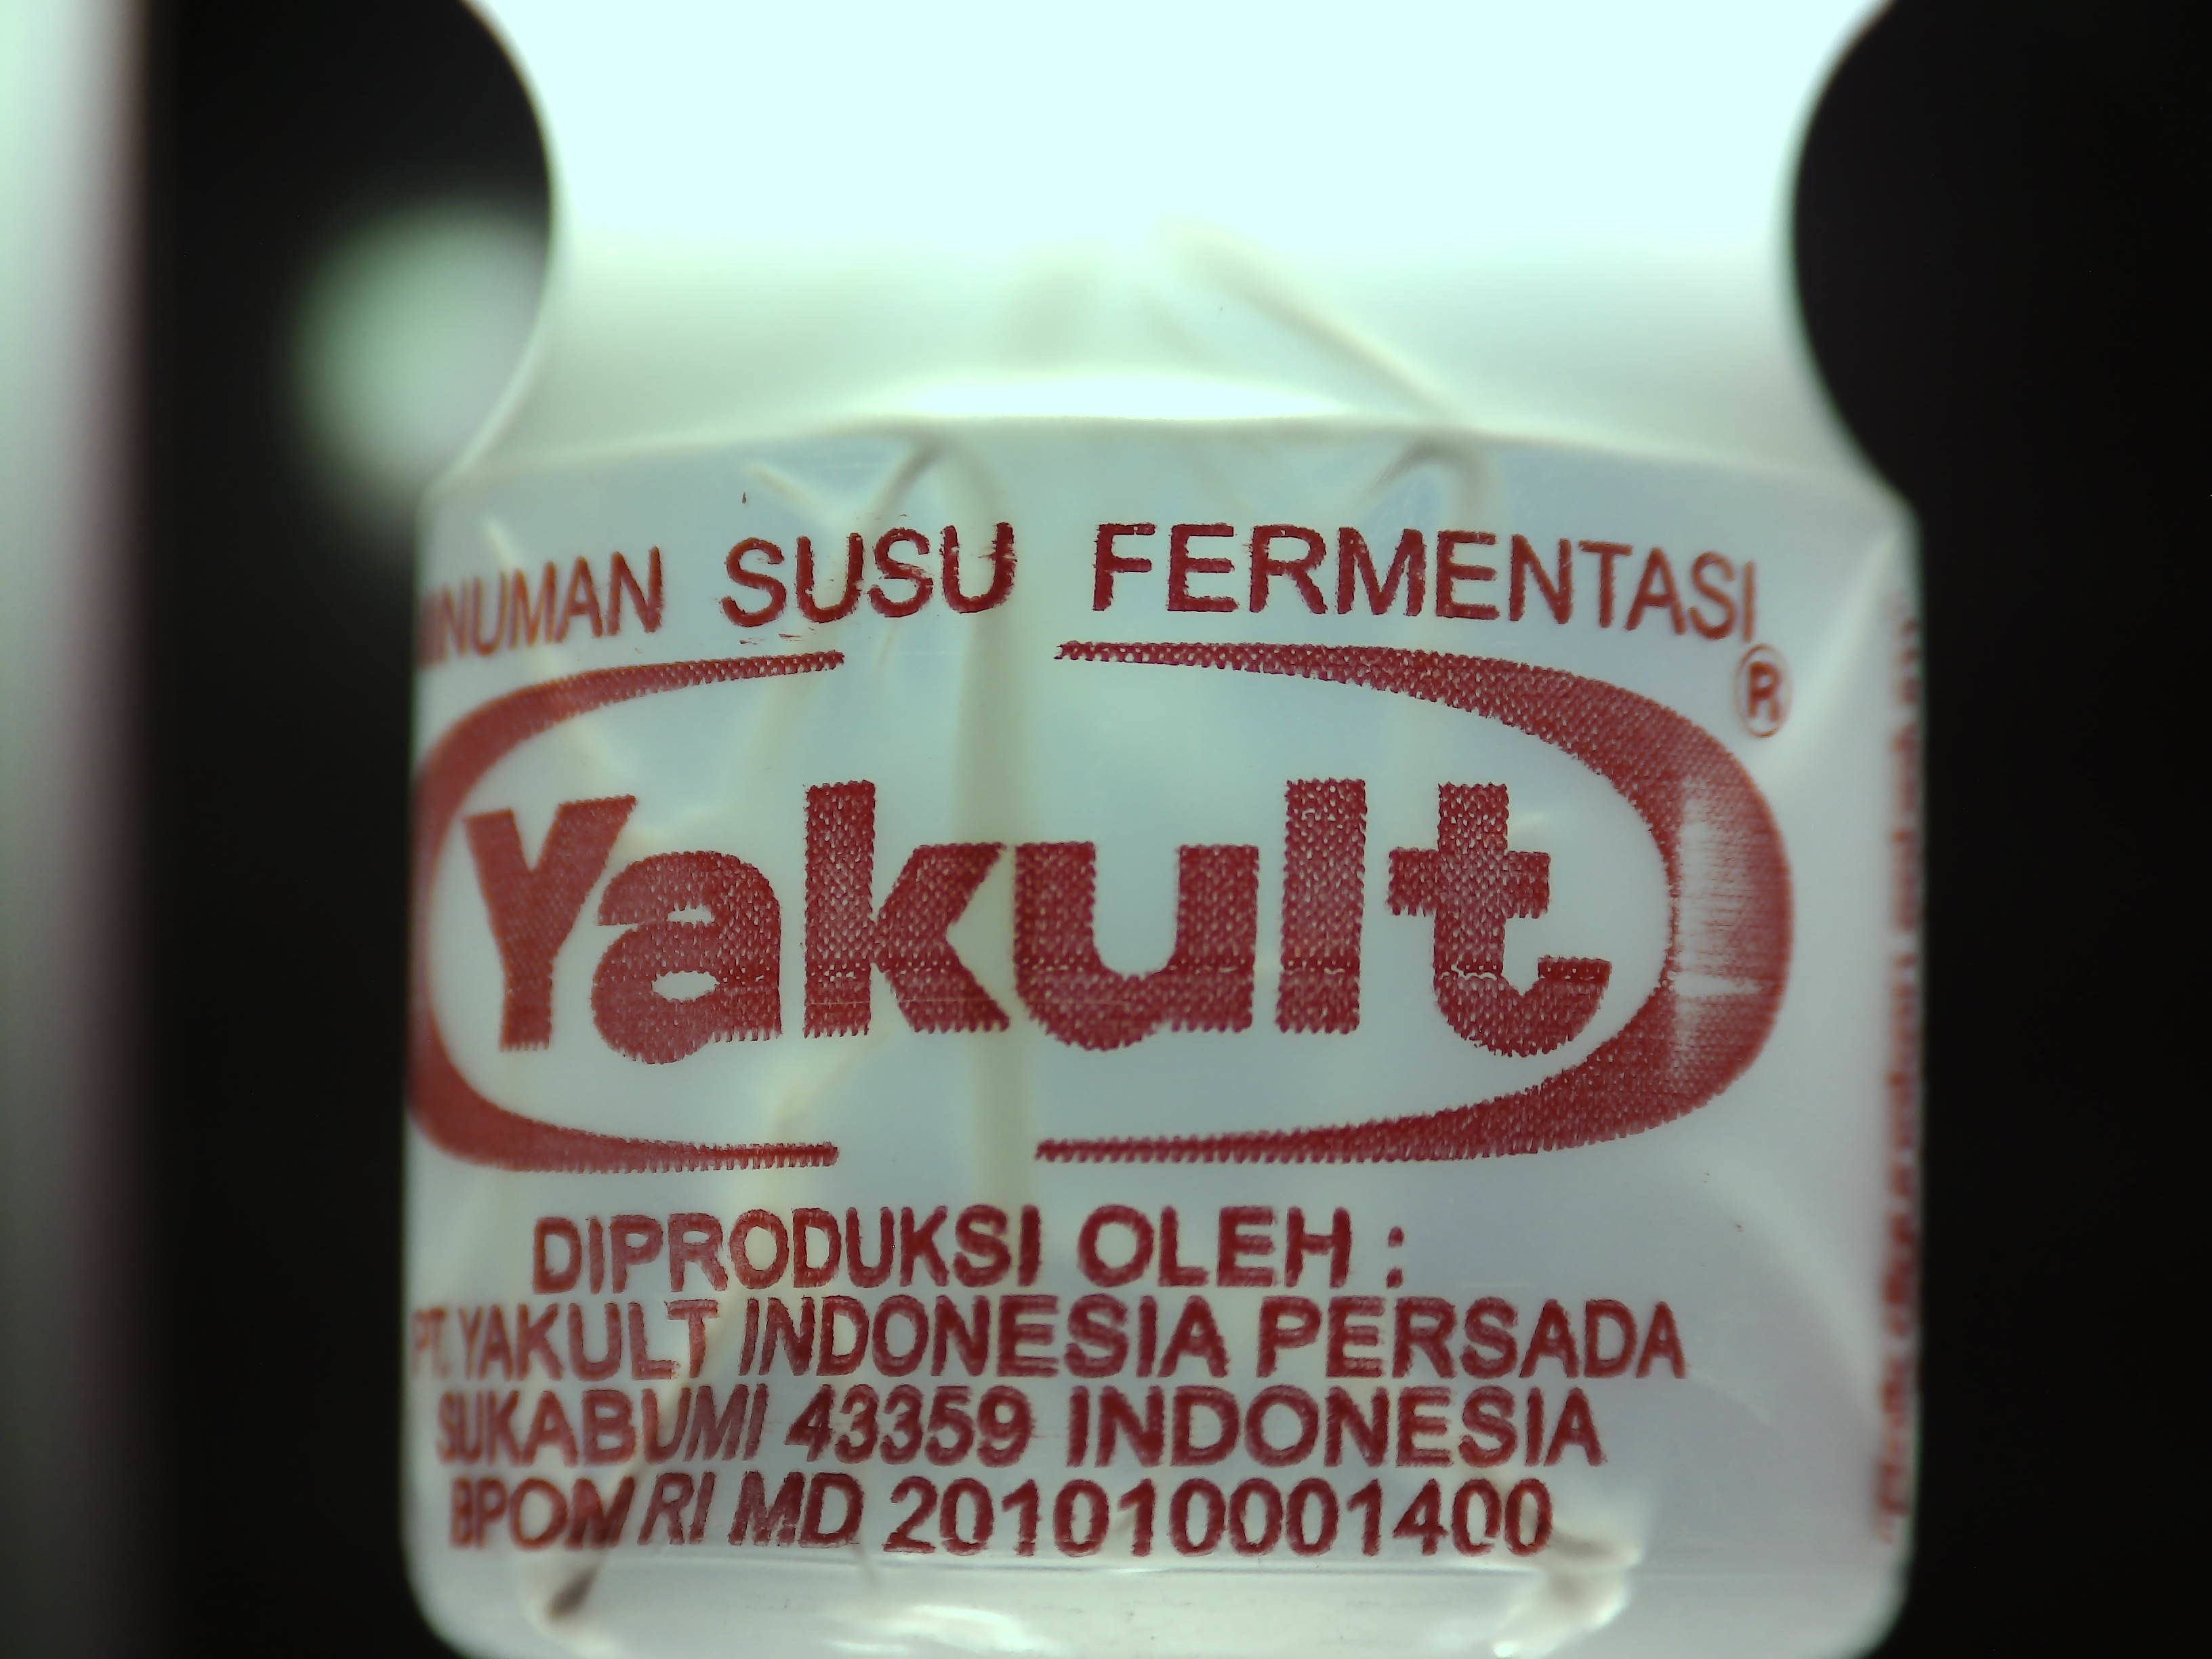 MINUMAN SUSU FERMENTASI
Yakult®
DIPRODUKSI OLEH :
PT. YAKULT INDONESIA PERSADA
SUKABUMI 43359 INDONESIA
BPOM RI MD 201010001400